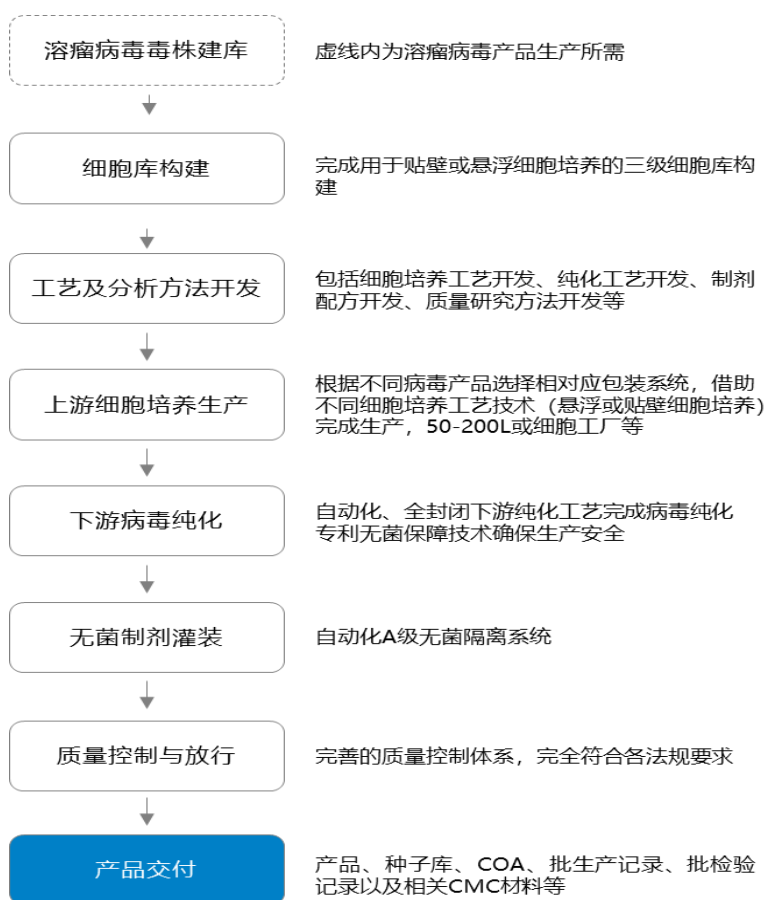 溶瘤病毒毒株建库
虚线内为溶瘤病毒产品生产所需
细胞库构建
完成用于贴壁或悬浮细胞培养的三级细胞库构
建
工艺及分析方法开发
包括细胞培养工艺开发、纯化工艺开发、制剂
配方开发、质量研究方法开发等
上游细胞培养生产
根据不同病毒产品选择相对应包装系统，借助
不同细胞培养工艺技术（悬浮或贴壁细胞培养）
完成生产，50-200L或细胞工厂等
下游病毒纯化
自动化、全封闭下游纯化工艺完成病毒纯化
专利无菌保障技术确保生产安全
无菌制剂灌装
自动化A级无菌隔离系统
质量控制与放行
完善的质量控制体系，完全符合各法规要求
产品交付
产品、种子库、COA、批生产记录、批检验
记录以及相关CMC材料等